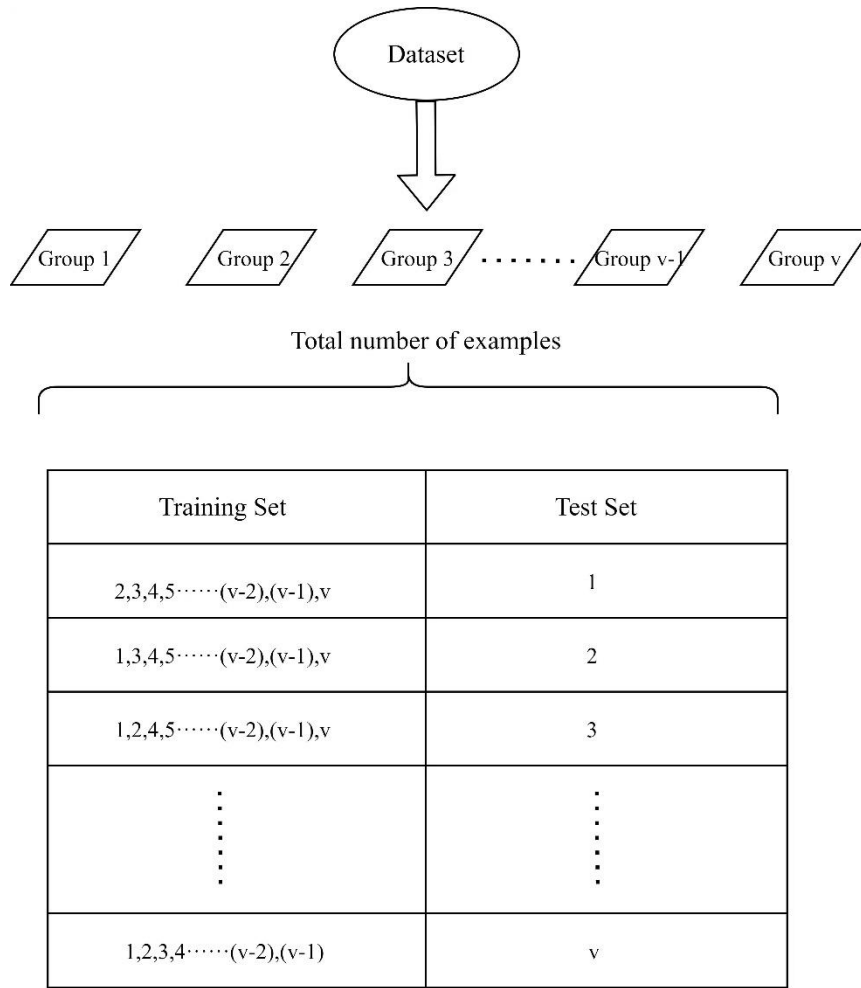 Dataset
Group 1 Group 2 Group 3 ······· Group v-1 Group v
Total number of examples
Training Set Test Set
2,3,4,5······(v-2),(v-1),v 1
1,3,4,5······(v-2),(v-1),v 2
1,2,4,5······(v-2),(v-1),v 3
1,2,3,4······(v-2),(v-1) v